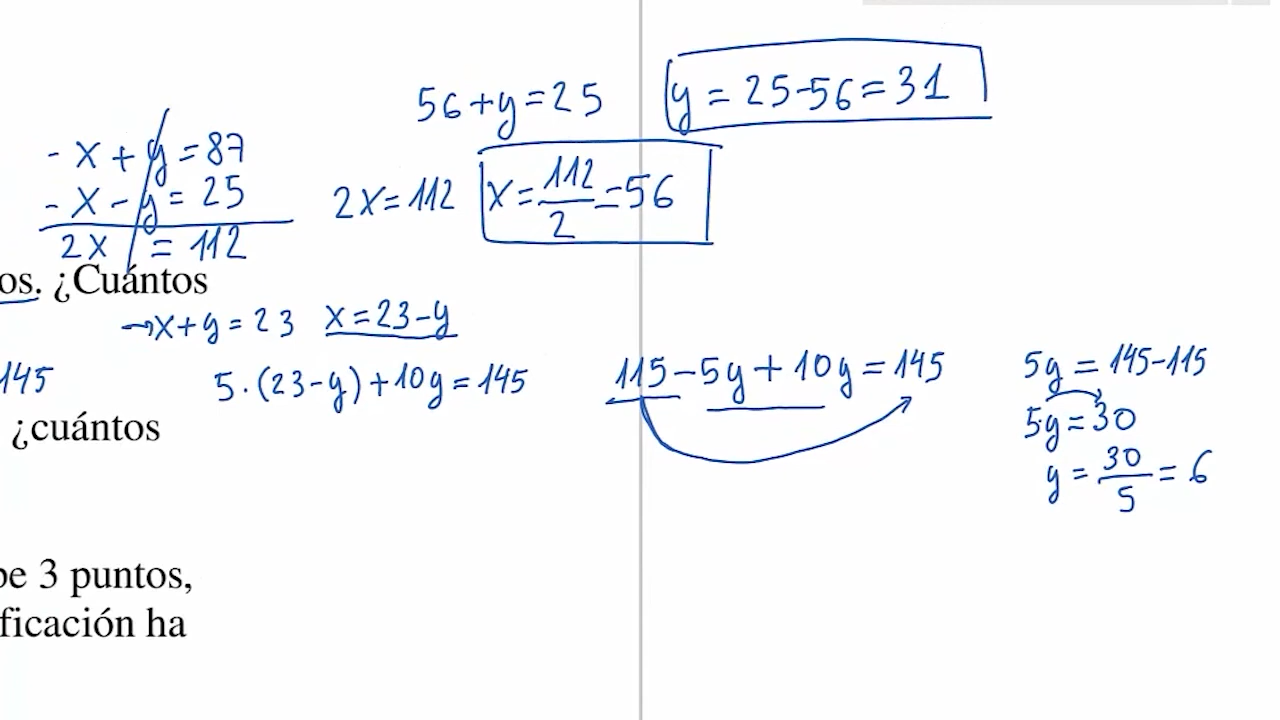 56+y=25
y = 25-56 = 31
- x + y = 87
- x - y = 25
2x = 112
2x = 112
x = 112/2 = 56
os. ¿Cuántos
→x+y = 23
x = 23-y
145
5·(23-y)+10y = 145
115-5y+10y = 145
5y = 145-115
¿cuántos
5y = 30
y = 30/5 = 6
be 3 puntos,
ficación ha